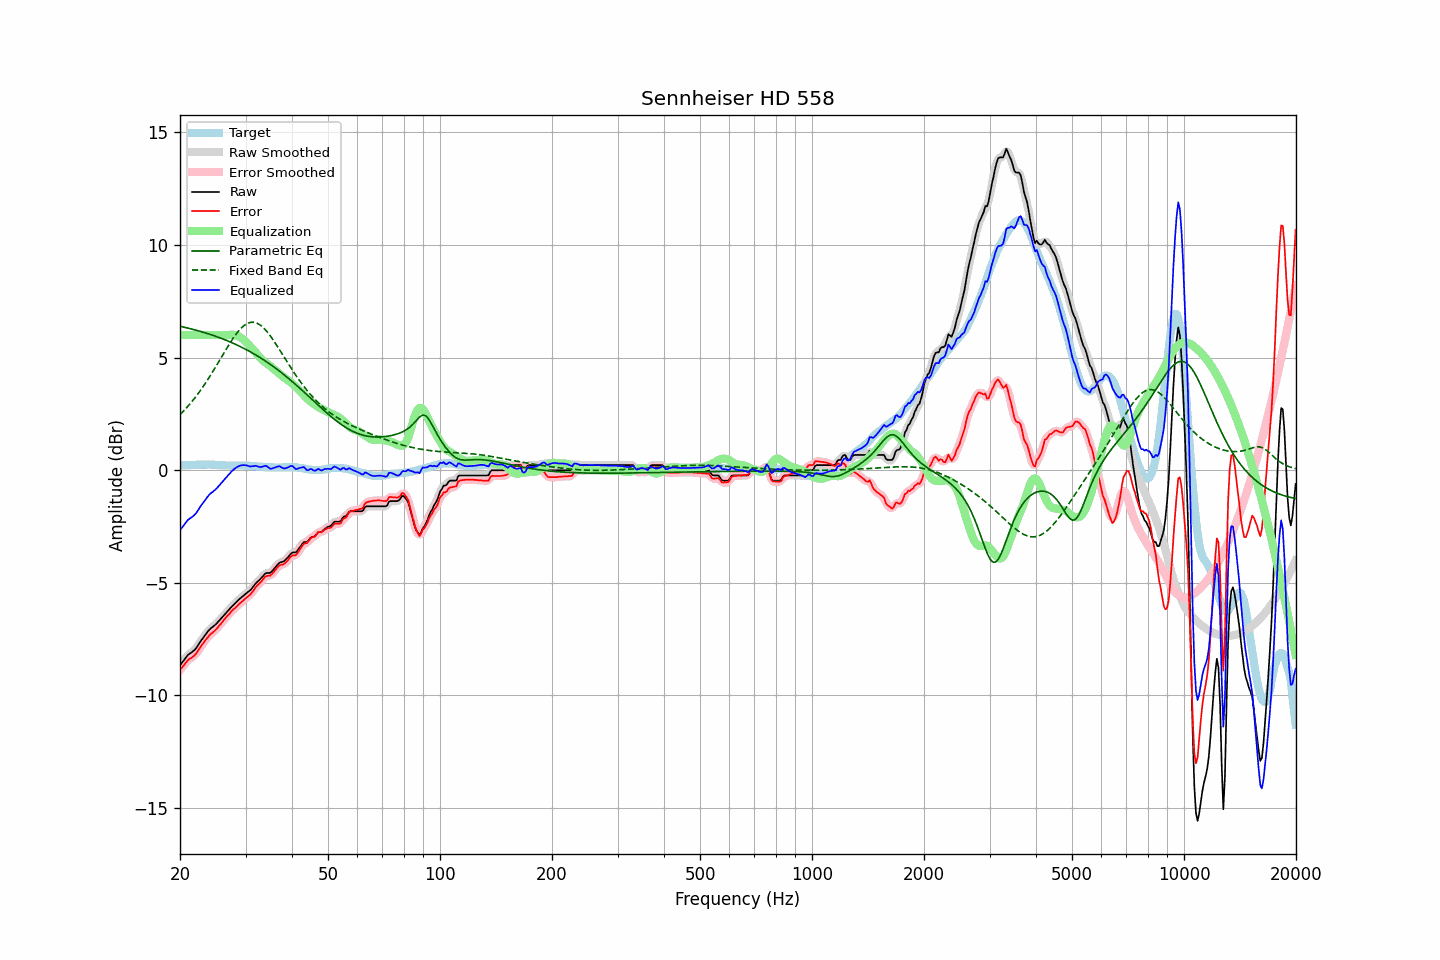 Sennheiser HD 558
Target
Raw Smoothed
Error Smoothed
Raw
Error
Equalization
Parametric Eq
Fixed Band Eq
Equalized
15
10
5
0
−5
−10
−15
Amplitude (dBr)
20 50 100 200 500 1000 2000 5000 10000 20000
Frequency (Hz)